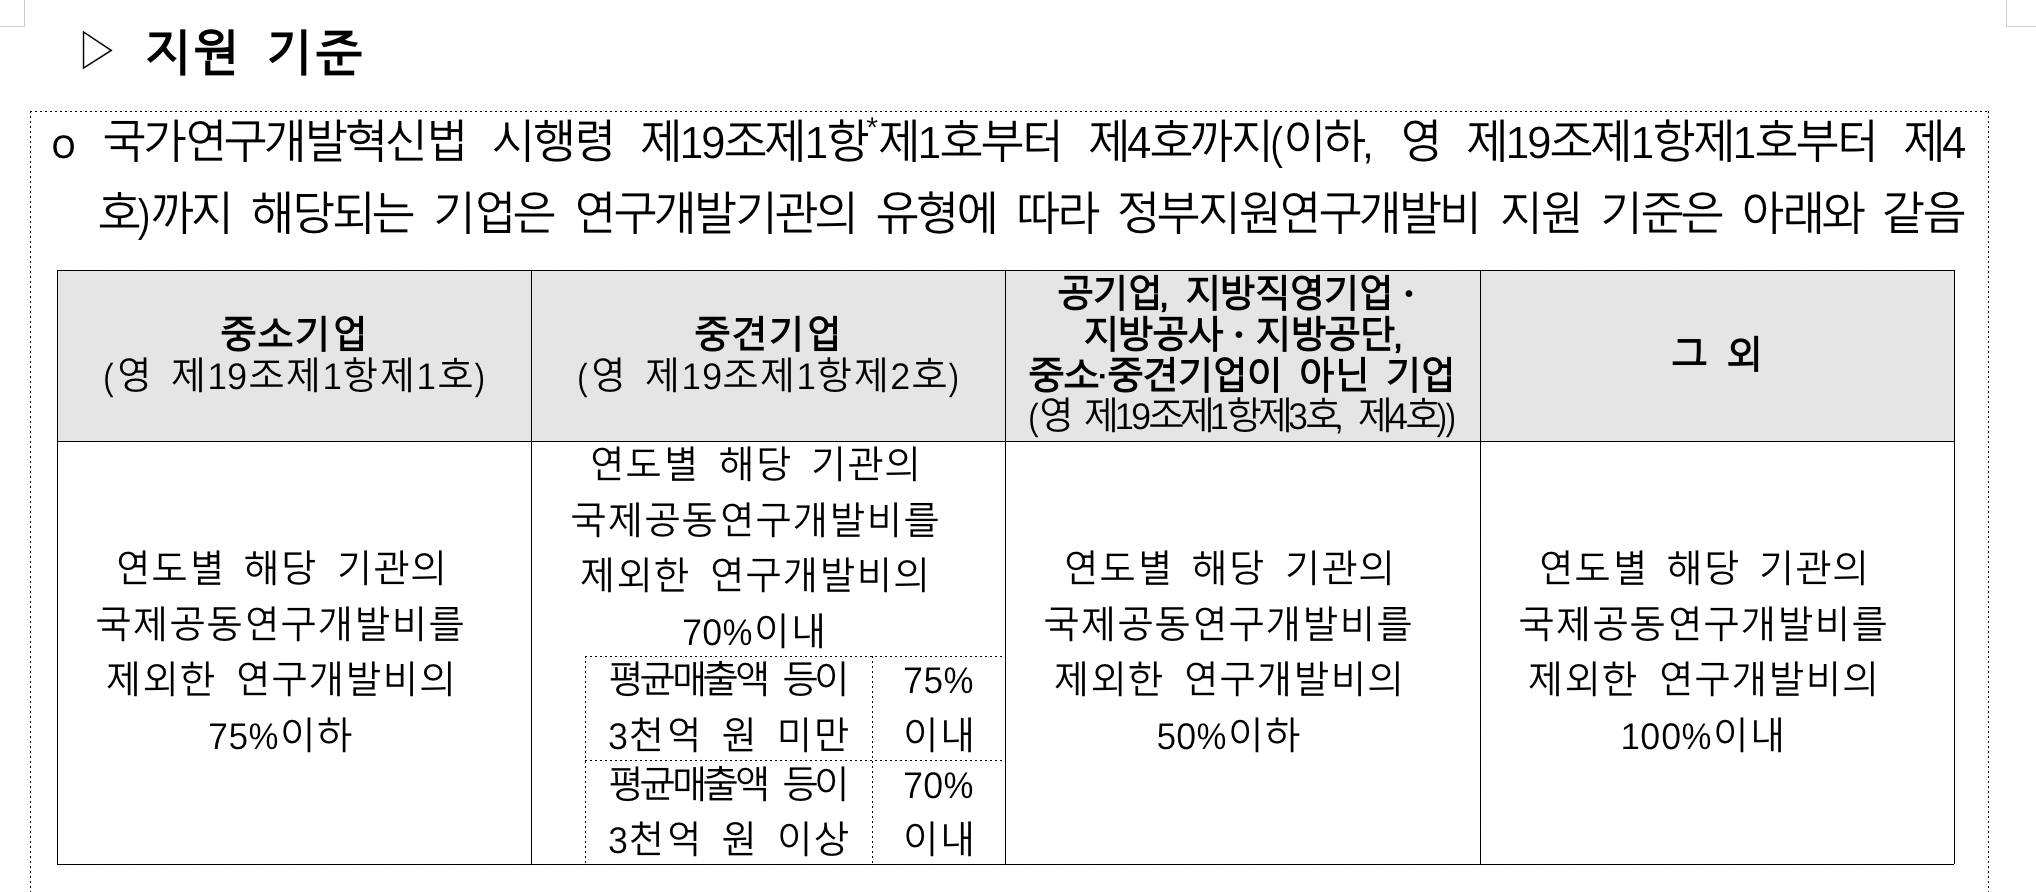 ▷ 지원 기준
o 국가연구개발혁신법 시행령 제19조제1항*제1호부터 제4호까지(이하, 영 제19조제1항제1호부터 제4
호)까지 해당되는 기업은 연구개발기관의 유형에 따라 정부지원연구개발비 지원 기준은 아래와 같음
중소기업
(영 제19조제1항제1호)
중견기업
(영 제19조제1항제2호)
공기업, 지방직영기업·
지방공사·지방공단,
중소·중견기업이 아닌 기업
(영 제19조제1항제3호, 제4호))
그 외
연도별 해당 기관의
국제공동연구개발비를
제외한 연구개발비의
75%이하
연도별 해당 기관의
국제공동연구개발비를
제외한 연구개발비의
70%이내
평균매출액 등이
3천억 원 미만
75%
이내
평균매출액 등이
3천억 원 이상
70%
이내
연도별 해당 기관의
국제공동연구개발비를
제외한 연구개발비의
50%이하
연도별 해당 기관의
국제공동연구개발비를
제외한 연구개발비의
100%이내